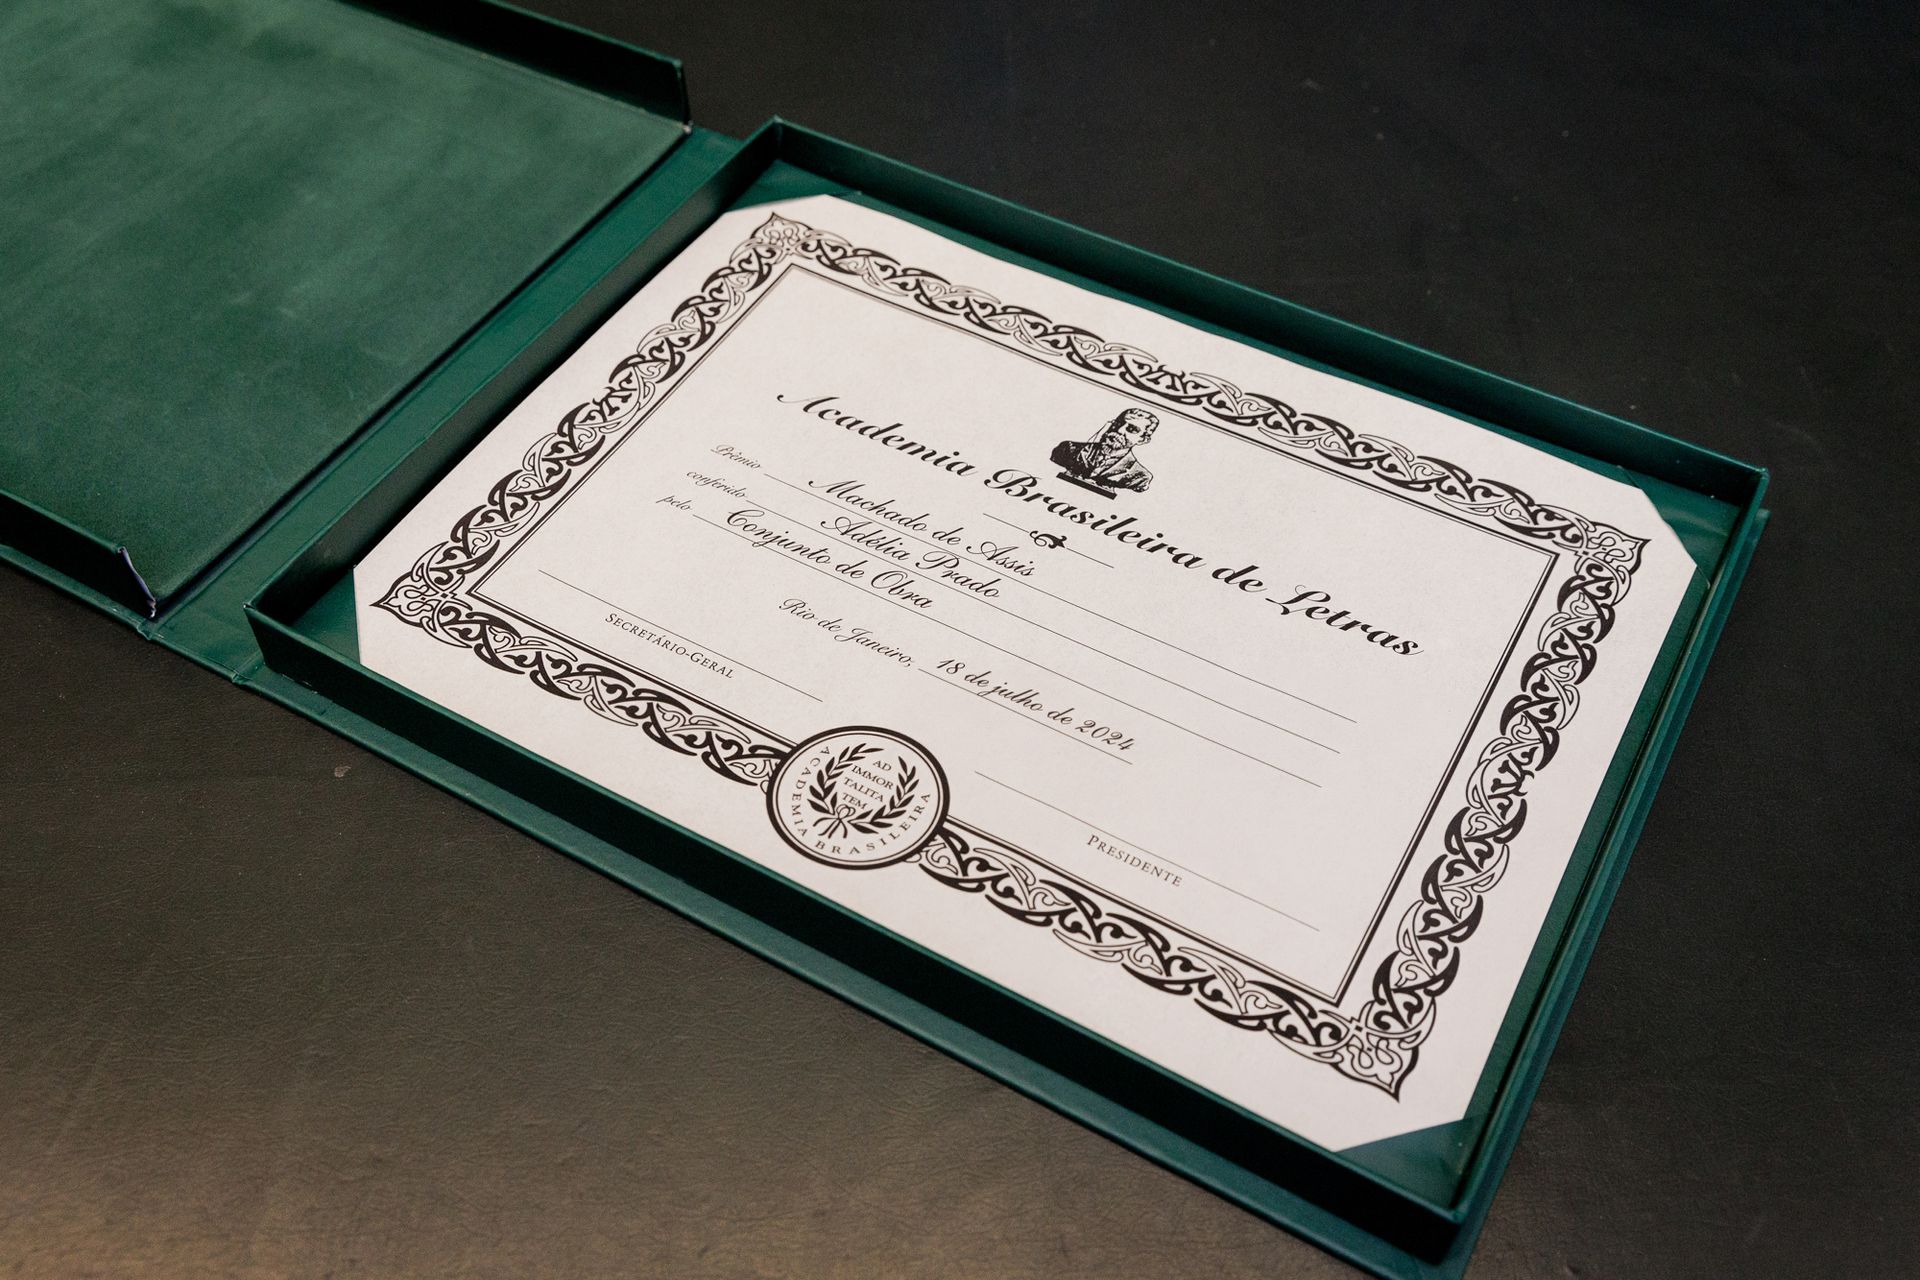 Academia Brasileira de Letras
Prêmio Machado de Assis
conferido Adélia Prado
pelo Conjunto de Obra
Rio de Janeiro, 18 de julho de 2024
SECRETÁRIO-GERAL
PRESIDENTE
AD
IMMOR
TALITA
TEM
ACADEMIA BRASILEIRA